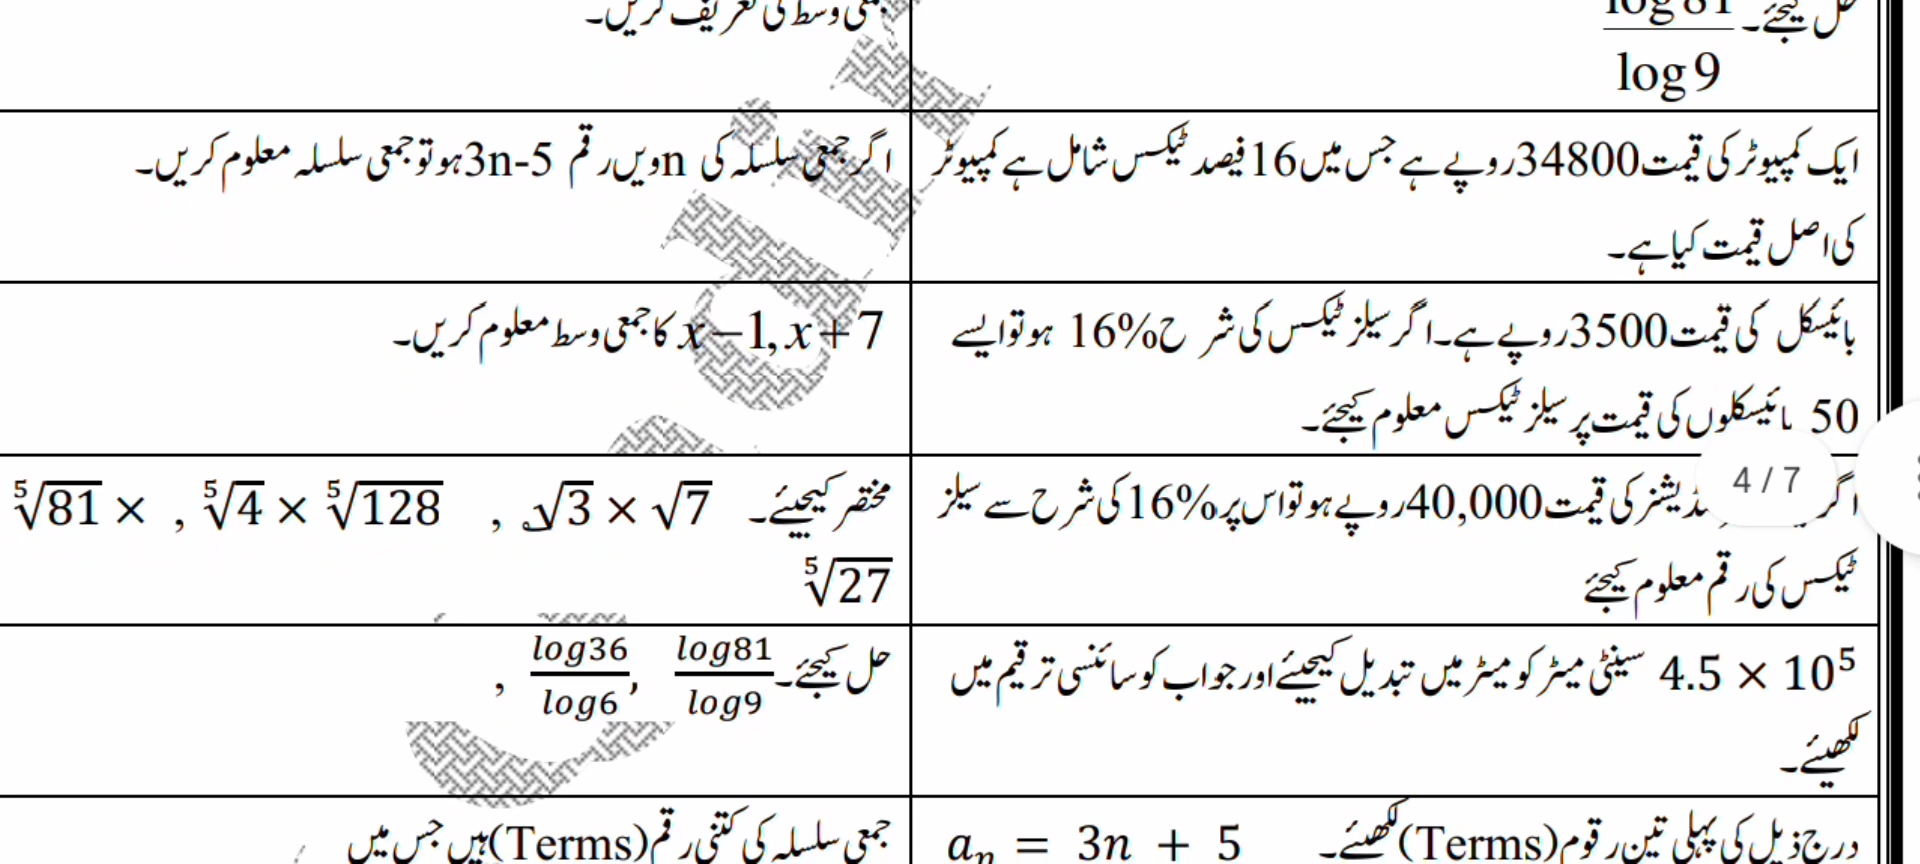 حل کیجئے۔ log 81 / log 9
جمعی وسط کی تعریف کریں۔
ایک کمپیوٹر کی قیمت 34800 روپے ہے جس میں 16 فیصد ٹیکس شامل ہے کمپیوٹر
کی اصل قیمت کیا ہے۔
اگر جمعی سلسلہ کی n ویں رقم 3n-5 ہو تو جمعی سلسلہ معلوم کریں۔
بائیسکل کی قیمت 3500 روپے ہے۔ اگر سیلز ٹیکس کی شرح 16% ہو تو ایسے
50 بائیسکلوں کی قیمت پر سیلز ٹیکس معلوم کیجئے۔
x−1, x+7 کا جمعی وسط معلوم کریں۔
اگر کی قیمت 40,000 روپے ہو تو اس پر 16% کی شرح سے سیلز
ٹیکس کی رقم معلوم کیجئے
مختصر کیجیئے۔ √3 × √7 , ⁵√4 × ⁵√128 , ⁵√81 ×
⁵√27
4.5 × 10⁵ سینٹی میٹر کو میٹر میں تبدیل کیجیئے اور جواب کو سائنسی ترقیم میں
لکھیئے۔
حل کیجئے۔ log81 / log9 , log36 / log6 ,
درج ذیل کی پہلی تین رقوم (Terms) لکھیئے۔ aₙ = 3n + 5
جمعی سلسلہ کی کتنی رقم (Terms) ہیں جس میں
4 / 7